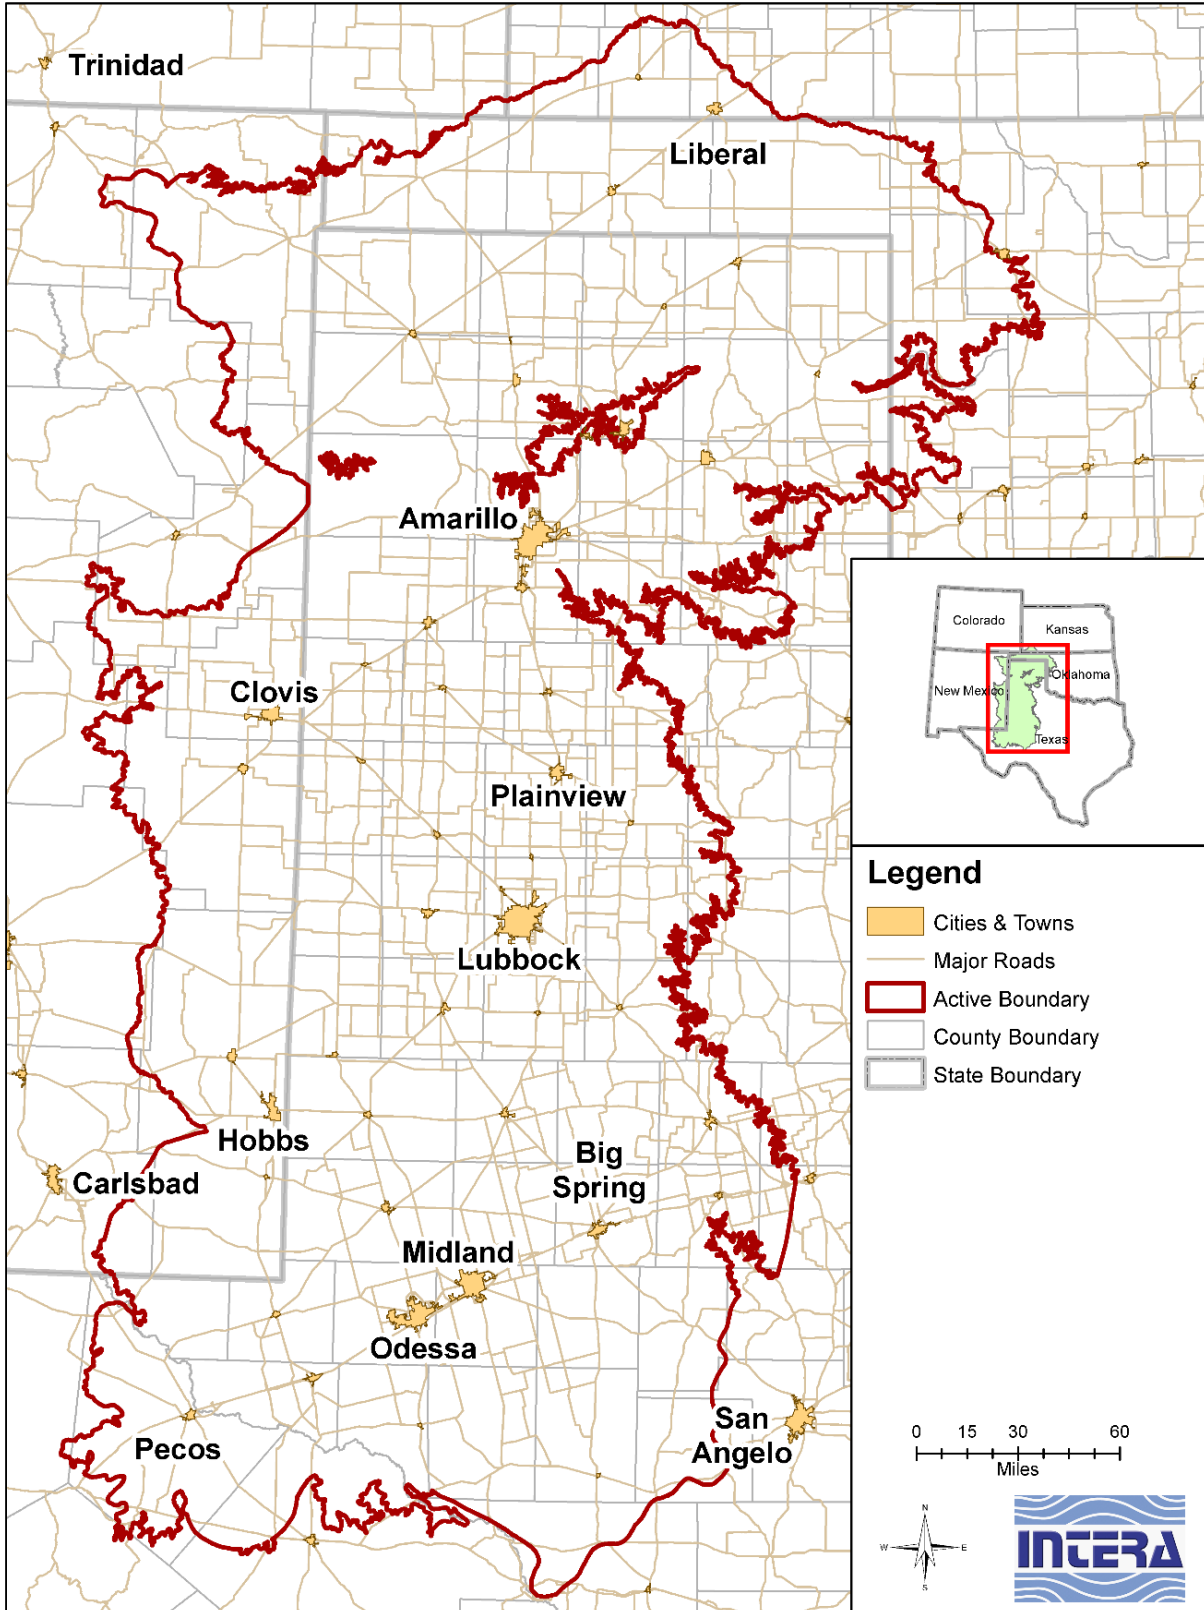 Trinidad
Liberal
Amarillo
Clovis
Plainview
Lubbock
Hobbs
Carlsbad
Big
Spring
Midland
Odessa
San
Angelo
Pecos
Colorado
Kansas
New Mexico
Oklahoma
Texas
Legend
Cities & Towns
Major Roads
Active Boundary
County Boundary
State Boundary
0 15 30 60
Miles
N
W E
S
INTERA